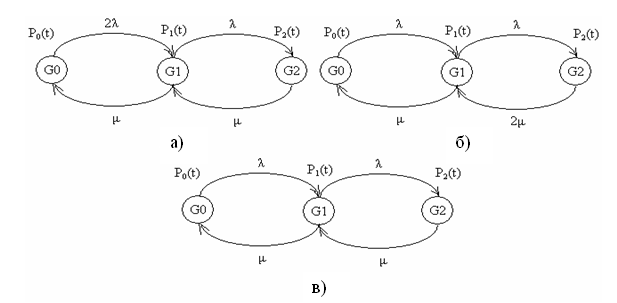 2λ λ λ λ
P₀(t) P₁(t) P₂(t) P₀(t) P₁(t) P₂(t)
G0 G1 G2 G0 G1 G2
μ μ μ 2μ
а) б)
λ λ
P₀(t) P₁(t) P₂(t)
G0 G1 G2
μ μ
в)